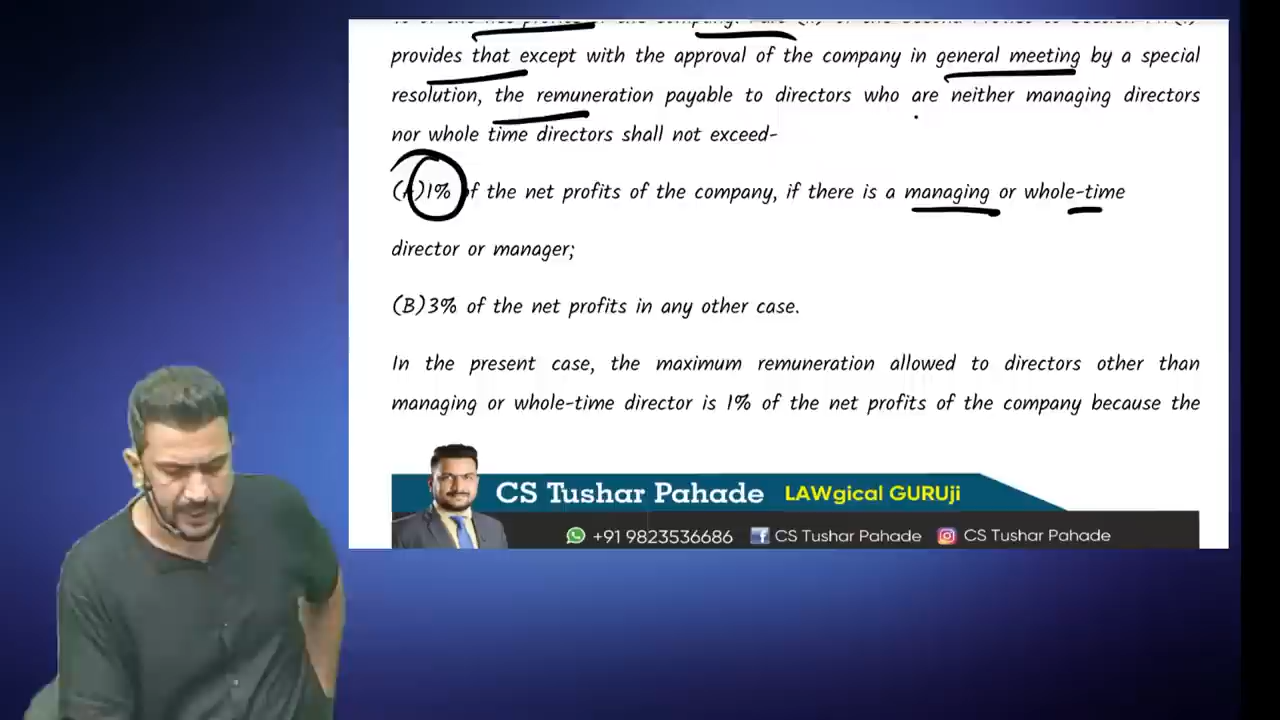 provides that except with the approval of the company in general meeting by a special
resolution, the remuneration payable to directors who are neither managing directors
nor whole time directors shall not exceed-
(A)1% of the net profits of the company, if there is a managing or whole-time
director or manager;
(B)3% of the net profits in any other case.
In the present case, the maximum remuneration allowed to directors other than
managing or whole-time director is 1% of the net profits of the company because the
CS Tushar Pahade LAWgical GURUji
+91 9823536686 CS Tushar Pahade CS Tushar Pahade